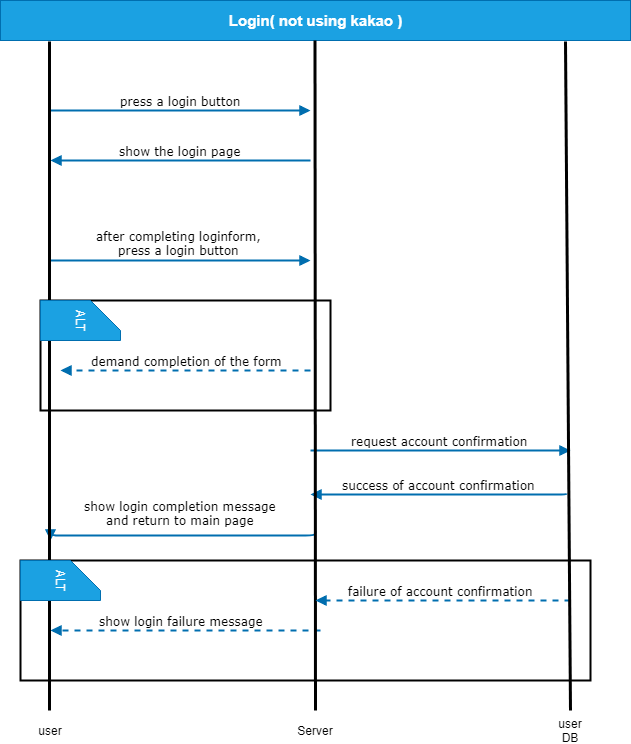 Login( not using kakao )
press a login button
show the login page
after completing loginform,
press a login button
ALT
demand completion of the form
request account confirmation
success of account confirmation
show login completion message
and return to main page
ALT
failure of account confirmation
show login failure message
user
Server
user
DB